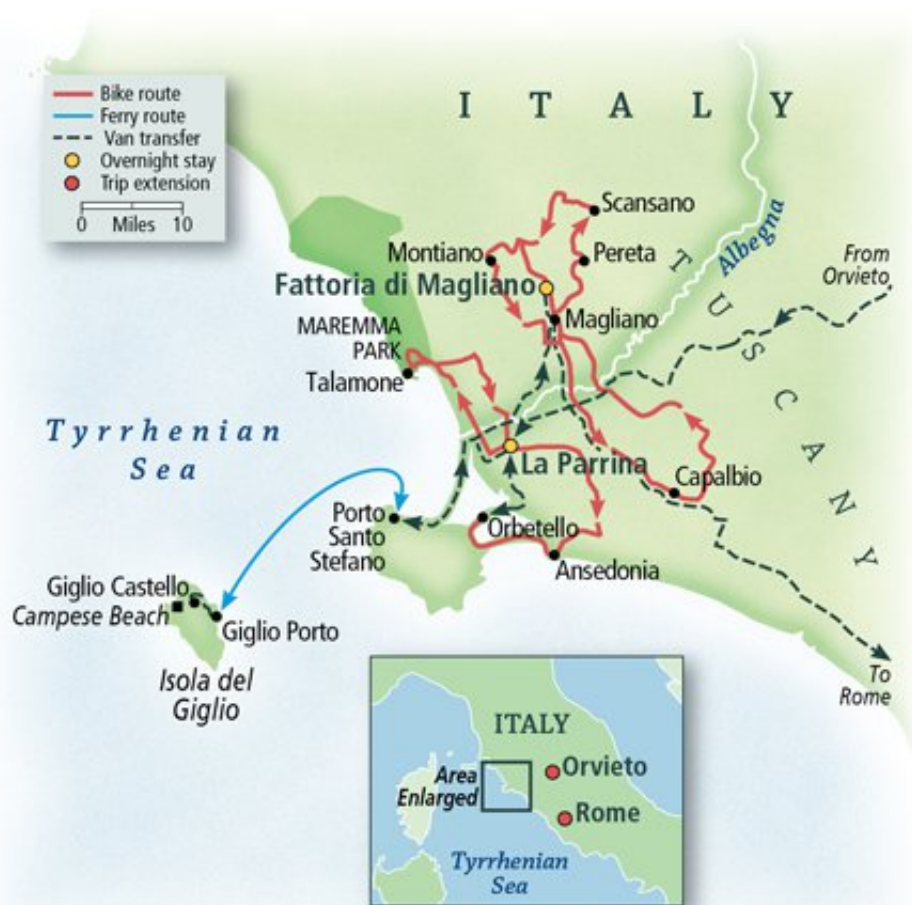 Bike route
Ferry route
Van transfer
Overnight stay
Trip extension
0 Miles 10
ITALY
Scansano
Montiano
Pereta
Albegna
From
Orvieto
Fattoria di Magliano
Magliano
TUSCANY
MAREMMA
PARK
Talamone
Tyrrhenian
Sea
La Parrina
Capalbio
Porto
Santo
Stefano
Orbetello
Ansedonia
Giglio Castello
Campese Beach
Giglio Porto
Isola del
Giglio
To
Rome
ITALY
Orvieto
Area
Enlarged
Rome
Tyrrhenian
Sea